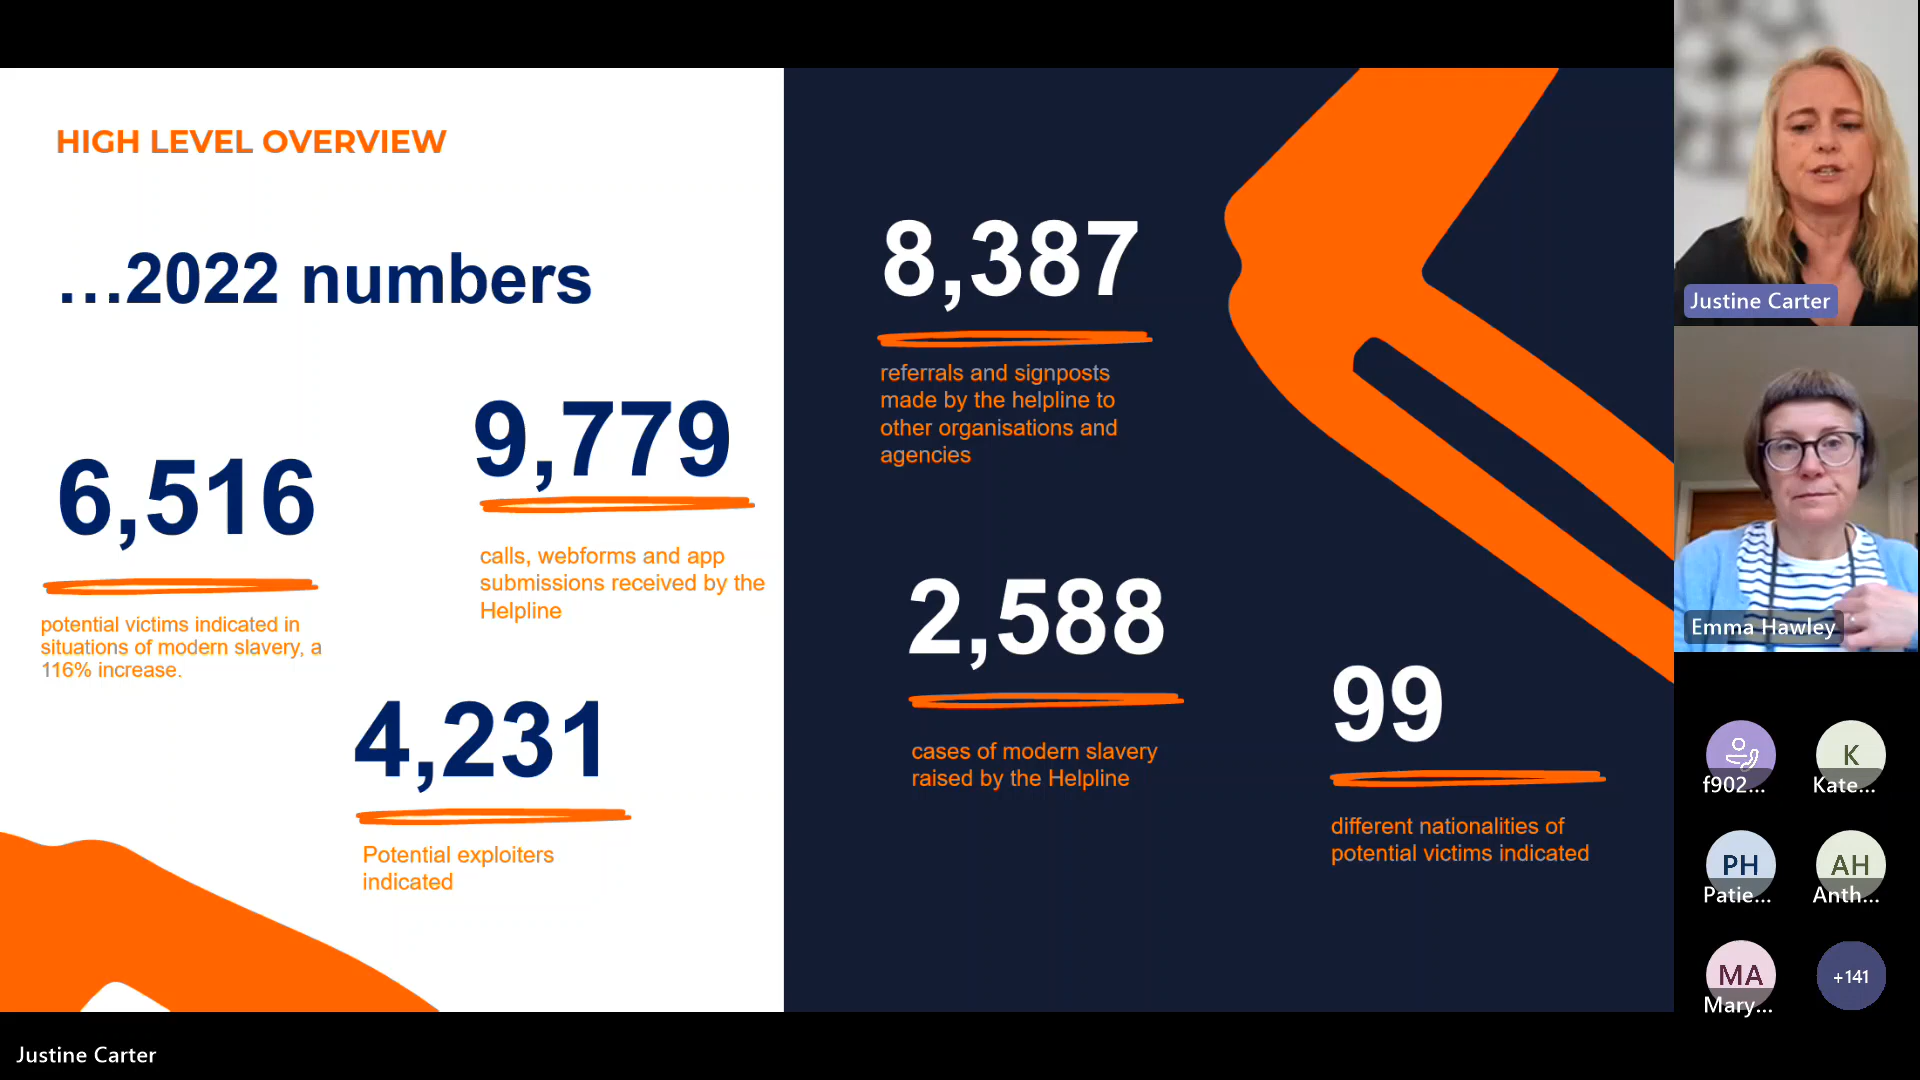 HIGH LEVEL OVERVIEW
...2022 numbers
6,516
potential victims indicated in
situations of modern slavery, a
116% increase.
9,779
calls, webforms and app
submissions received by the
Helpline
4,231
Potential exploiters
indicated
8,387
referrals and signposts
made by the helpline to
other organisations and
agencies
2,588
cases of modern slavery
raised by the Helpline
99
different nationalities of
potential victims indicated
Justine Carter
Emma Hawley
f902...
K
Kate...
PH
Patie...
AH
Anth...
MA
Mary...
+141
Justine Carter